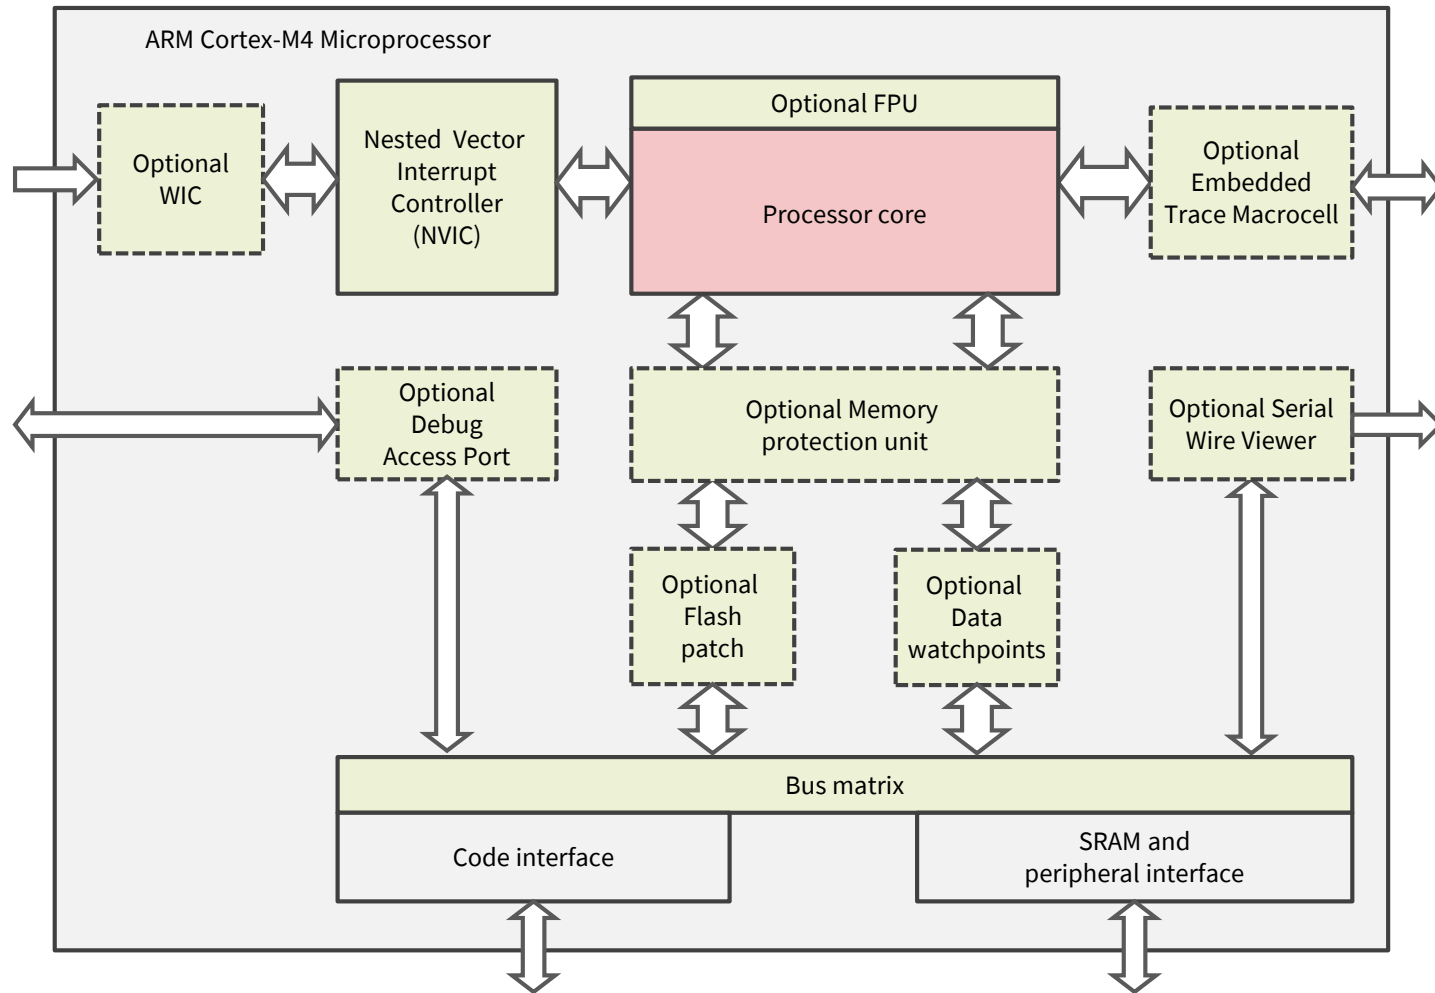 ARM Cortex-M4 Microprocessor
Optional
WIC
Nested Vector
Interrupt
Controller
(NVIC)
Optional FPU
Processor core
Optional
Embedded
Trace Macrocell
Optional
Debug
Access Port
Optional Memory
protection unit
Optional Serial
Wire Viewer
Optional
Flash
patch
Optional
Data
watchpoints
Bus matrix
Code interface
SRAM and
peripheral interface